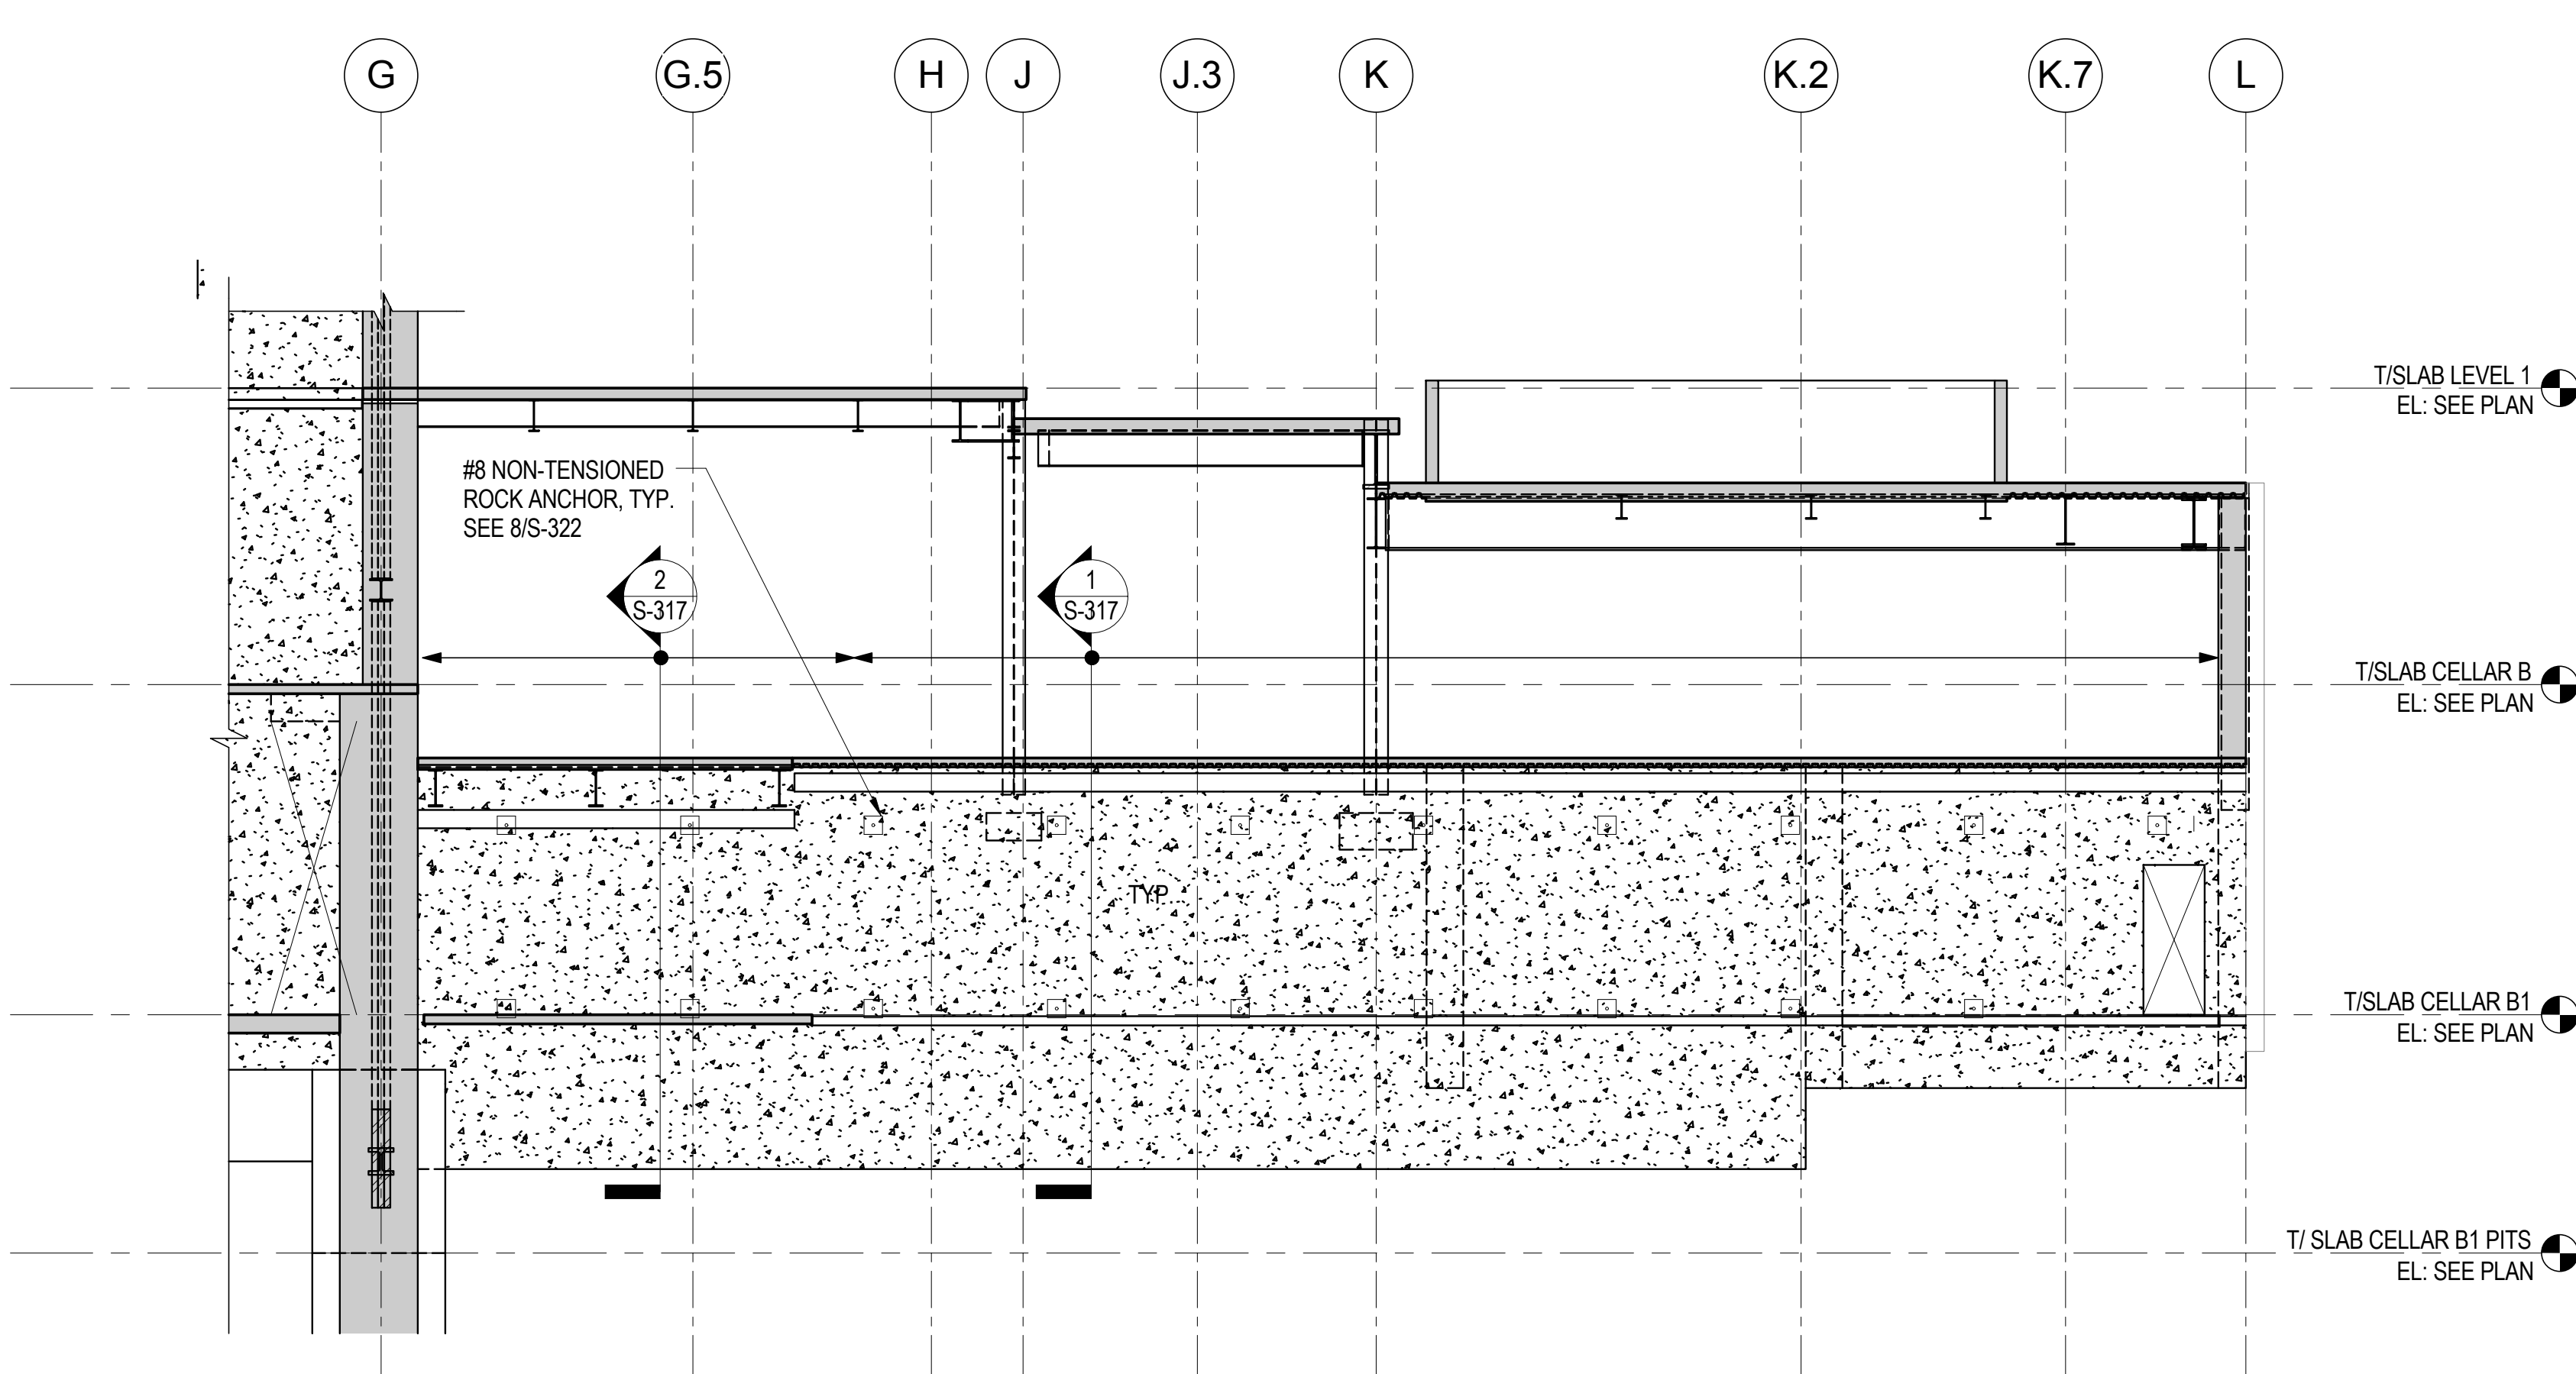 G
G.5
H
J
J.3
K
K.2
K.7
L
T/SLAB LEVEL 1
EL: SEE PLAN
#8 NON-TENSIONED
ROCK ANCHOR, TYP.
SEE 8/S-322
2
S-317
1
S-317
T/SLAB CELLAR B
EL: SEE PLAN
TYP.
T/SLAB CELLAR B1
EL: SEE PLAN
T/ SLAB CELLAR B1 PITS
EL: SEE PLAN